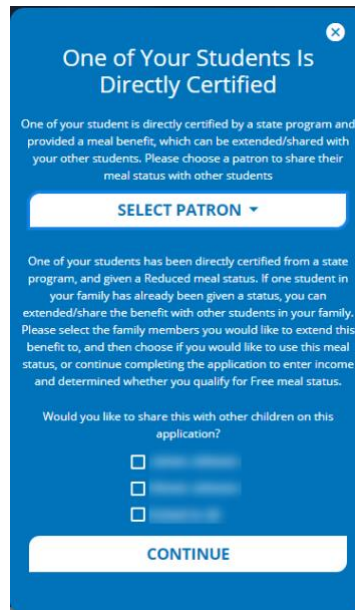 One of Your Students Is
Directly Certified
One of your student is directly certified by a state program and
provided a meal benefit, which can be extended/shared with
your other students. Please choose a patron to share their
meal status with other students
SELECT PATRON
One of your students has been directly certified from a state
program, and given a Reduced meal status. If one student in
your family has already been given a status, you can
extended/share the benefit with other students in your family.
Please select the family members you would like to extend this
benefit to, and then choose if you would like to use this meal
status, or continue completing the application to enter income
and determined whether you qualify for Free meal status.
Would you like to share this with other children on this
application?
CONTINUE